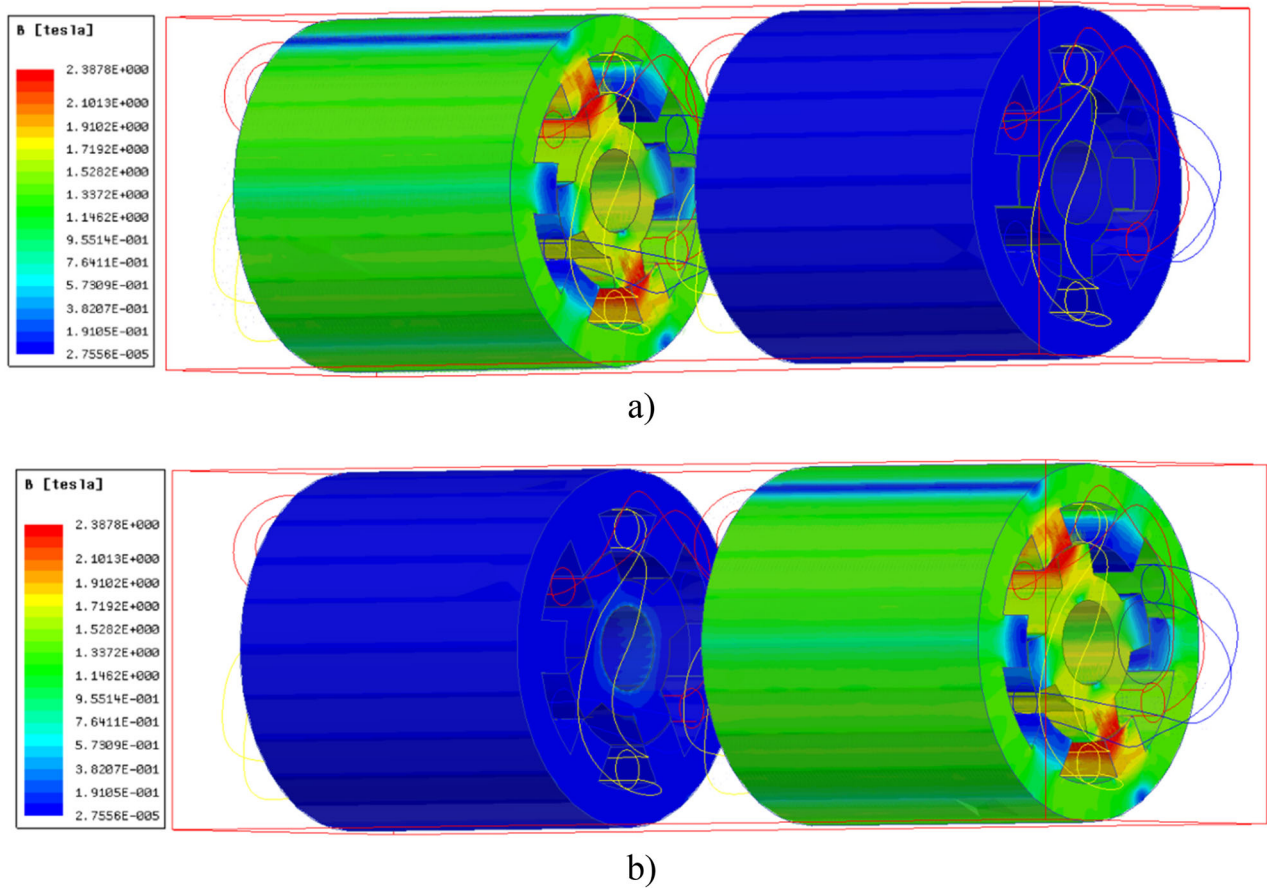 B [tesla]
2.3878E+000
2.1013E+000
1.9102E+000
1.7192E+000
1.5282E+000
1.3372E+000
1.1462E+000
9.5514E-001
7.6411E-001
5.7309E-001
3.8207E-001
1.9105E-001
2.7556E-005
a)
B [tesla]
2.3878E+000
2.1013E+000
1.9102E+000
1.7192E+000
1.5282E+000
1.3372E+000
1.1462E+000
9.5514E-001
7.6411E-001
5.7309E-001
3.8207E-001
1.9105E-001
2.7556E-005
b)